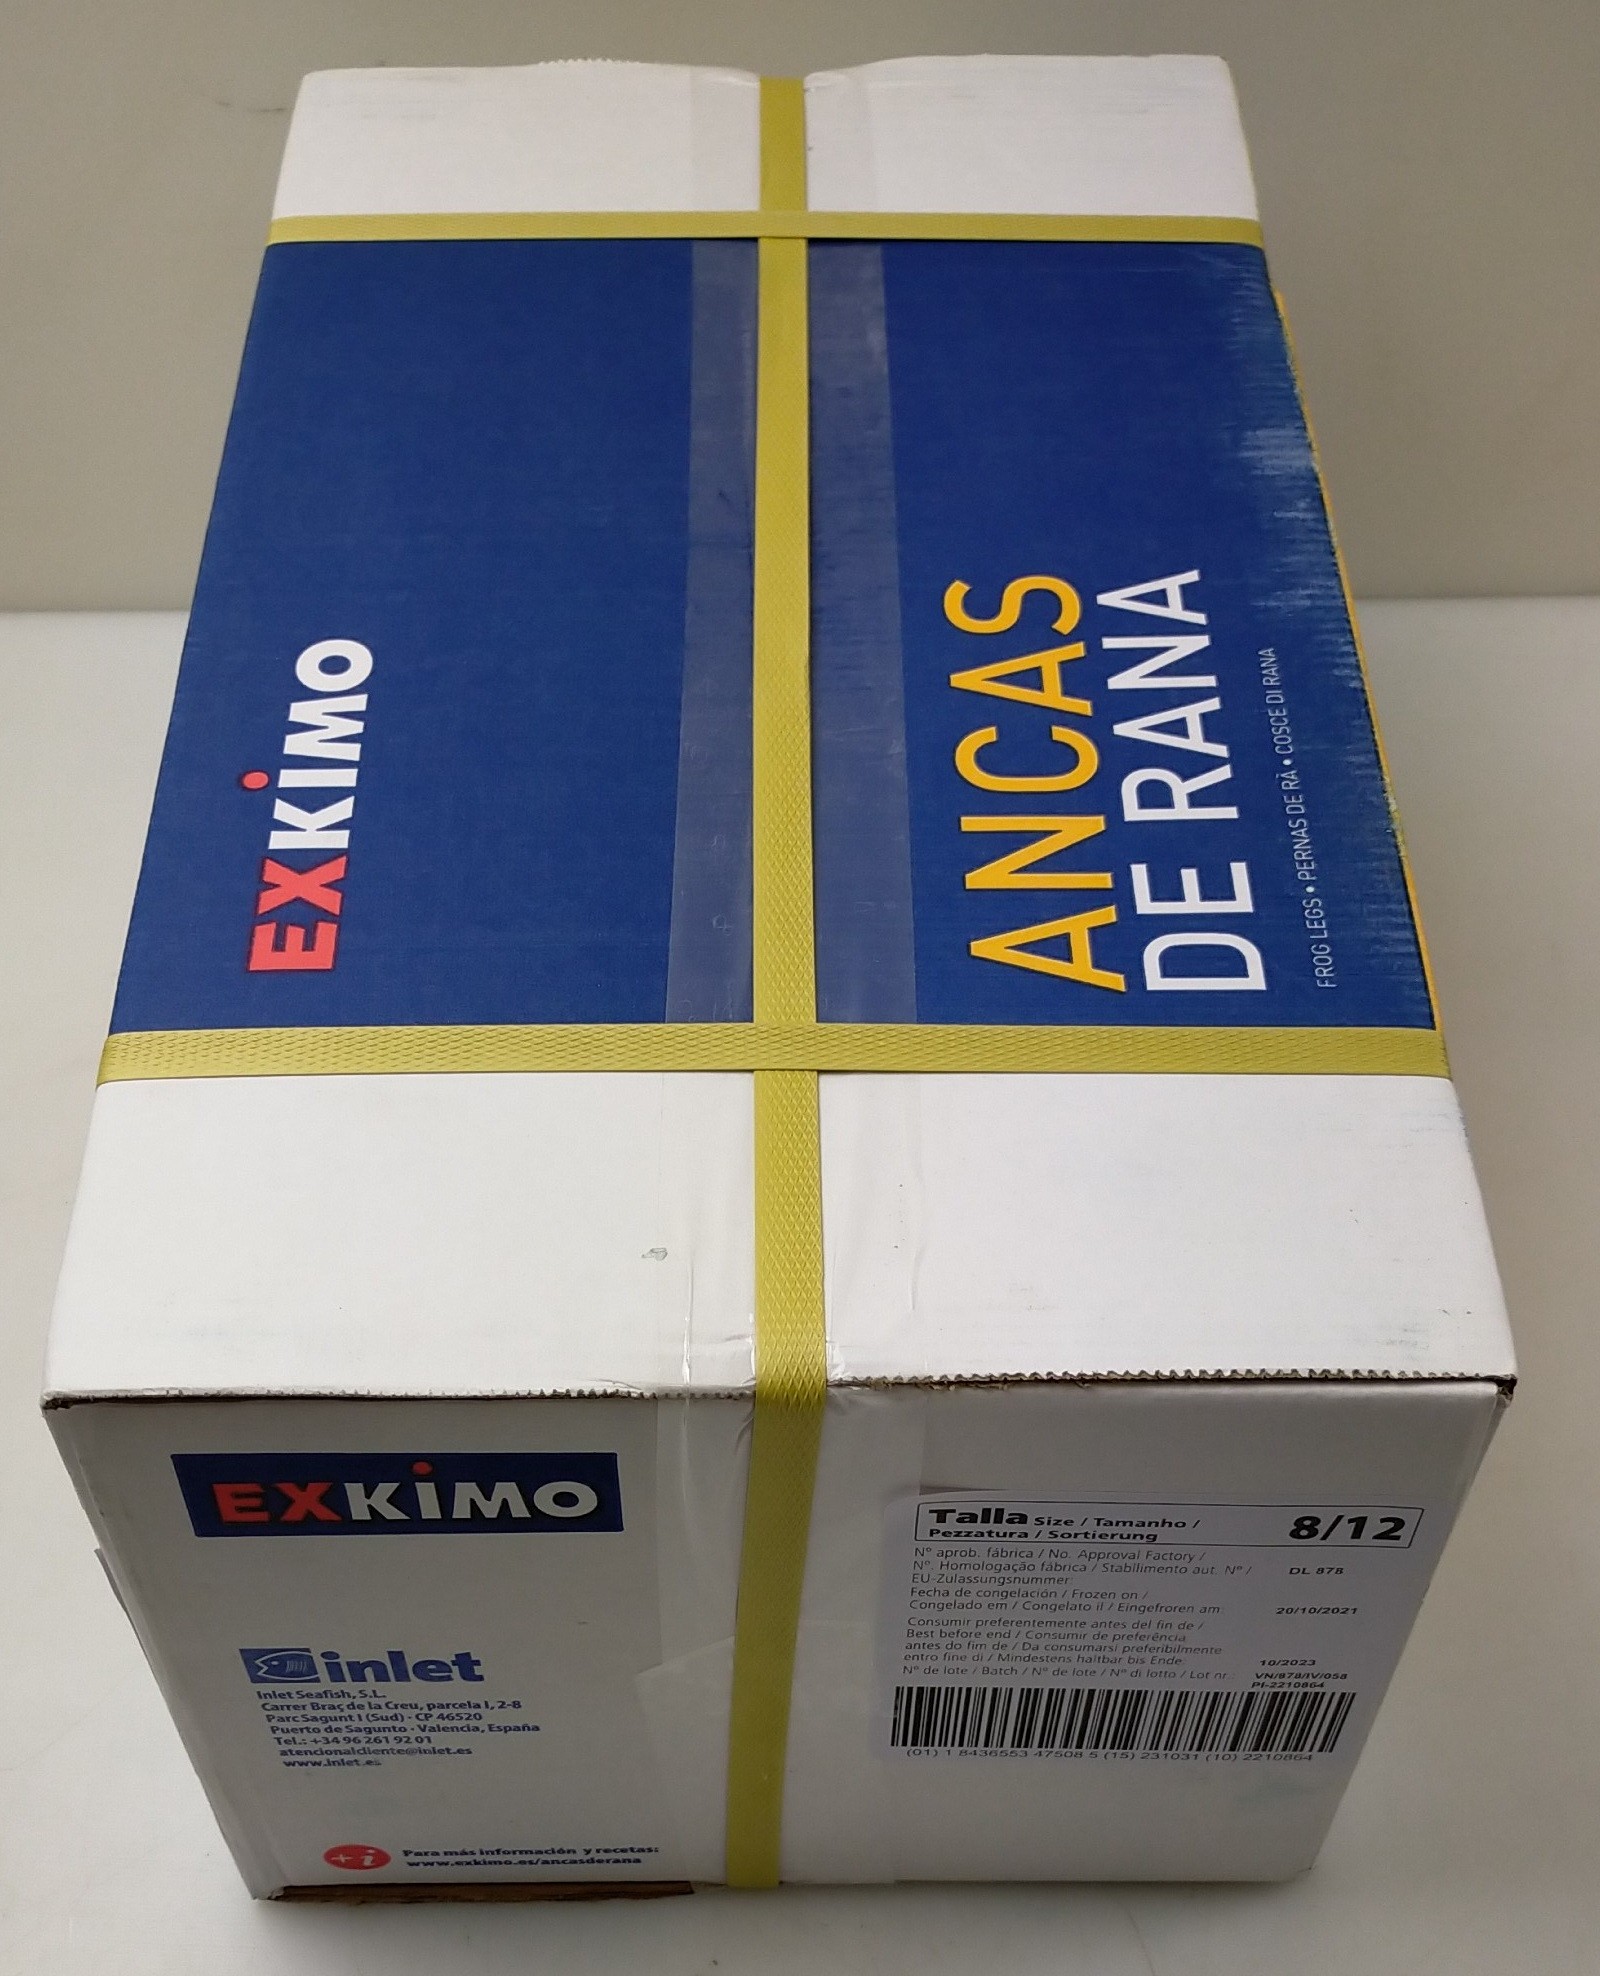 EXKIMO
ANCAS
DE RANA
FROG LEGS • PERNAS DE RÃ • COSCE DI RANA
EXKIMO
inlet
Inlet Seafish, S.L.
Carrer Braç de la Creu, parcela I, 2-8
Parc Sagunt I (Sud) - CP 46520
Puerto de Sagunto - Valencia, España
Tel.: +34 96 261 92 01
atencionalcliente@inlet.es
www.inlet.es
+i Para más información y recetas:
www.exkimo.es/ancasderana
Talla Size / Tamanho /
Pezzatura / Sortierung 8/12
Nº aprob. fábrica / No. Approval Factory /
Nº. Homologação fábrica / Stabilimento aut. Nº / DL 878
EU-Zulassungsnummer:
Fecha de congelación / Frozen on /
Congelado em / Congelato il / Eingefroren am: 20/10/2021
Consumir preferentemente antes del fin de /
Best before end / Consumir de preferência
antes do fim de / Da consumarsi preferibilmente
entro fine di / Mindestens haltbar bis Ende: 10/2023
Nº de lote / Batch / Nº de lote / Nº di lotto / Lot nr.: VN/878/IV/058
PI-2210864
(01) 1 8436553 47508 5 (15) 231031 (10) 2210864